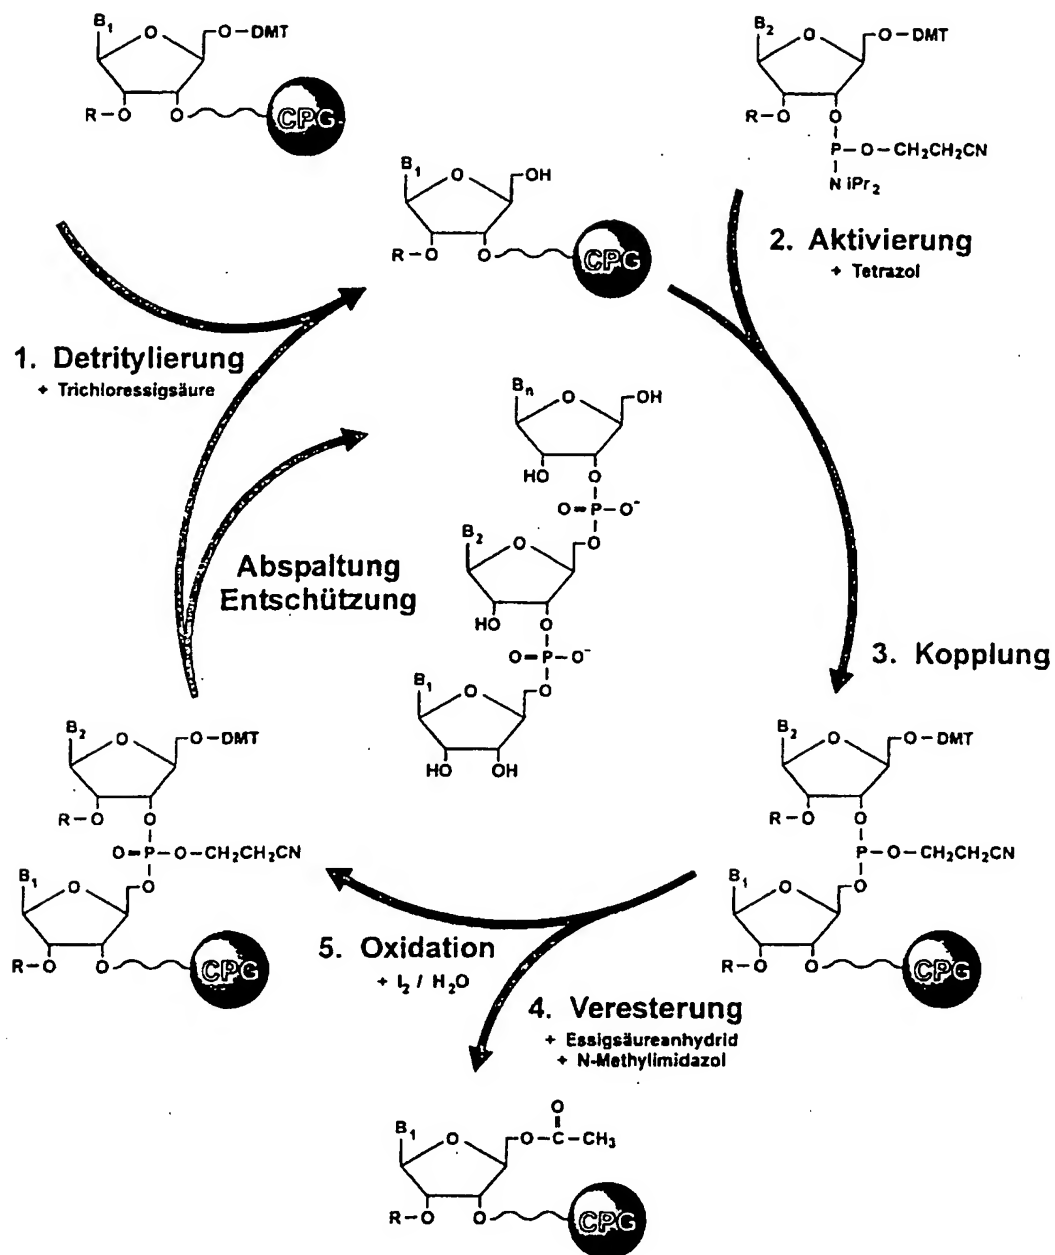 B1 O O–DMT
R–O O CPG
B2 O O–DMT
R–O O
P–O–CH2CH2CN
N iPr2
B1 O OH
R–O O CPG
2. Aktivierung
+ Tetrazol
1. Detritylierung
+ Trichloressigsäure
Bn O OH
HO O
O=P–O⁻
O
B2 O
HO O
O=P–O⁻
O
B1 O
HO OH
Abspaltung
Entschützung
3. Kopplung
B2 O O–DMT
R–O O
O=P–O–CH2CH2CN
O
B1 O
R–O O CPG
B2 O O–DMT
R–O O
P–O–CH2CH2CN
O
B1 O
R–O O CPG
5. Oxidation
+ I2 / H2O
4. Veresterung
+ Essigsäureanhydrid
+ N-Methylimidazol
O
B1 O O–C–CH3
R–O O CPG